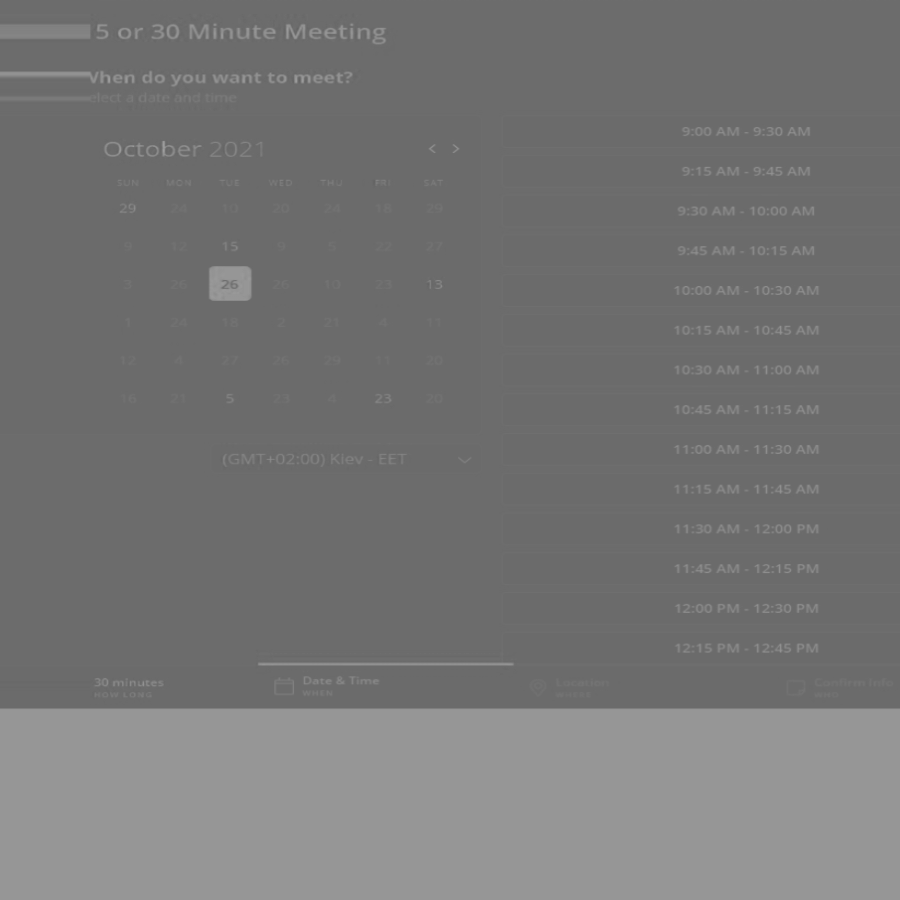 5 or 30 Minute Meeting
When do you want to meet?
elect a date and time
October 2021 < >
SUN MON TUE WED THU FRI SAT
29 24 10 20 24 16 29
9 12 15 9 5 22 27
3 26 26 26 10 23 13
1 24 18 2 21 4 11
12 4 27 26 29 11 20
16 21 5 23 4 23 20
(GMT+02:00) Kiev - EET
9:00 AM - 9:30 AM
9:15 AM - 9:45 AM
9:30 AM - 10:00 AM
9:45 AM - 10:15 AM
10:00 AM - 10:30 AM
10:15 AM - 10:45 AM
10:30 AM - 11:00 AM
10:45 AM - 11:15 AM
11:00 AM - 11:30 AM
11:15 AM - 11:45 AM
11:30 AM - 12:00 PM
11:45 AM - 12:15 PM
12:00 PM - 12:30 PM
12:15 PM - 12:45 PM
30 minutes
HOW LONG
Date & Time
WHEN
Location
WHERE
Confirm Info